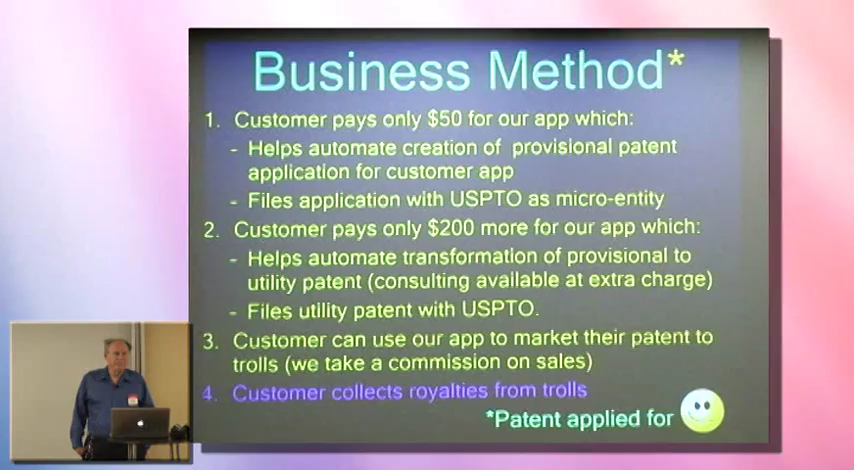 Business Method*
1. Customer pays only $50 for our app which:
- Helps automate creation of provisional patent
application for customer app
- Files application with USPTO as micro-entity
2. Customer pays only $200 more for our app which:
- Helps automate transformation of provisional to
utility patent (consulting available at extra charge)
- Files utility patent with USPTO.
3. Customer can use our app to market their patent to
trolls (we take a commission on sales)
4. Customer collects royalties from trolls
*Patent applied for